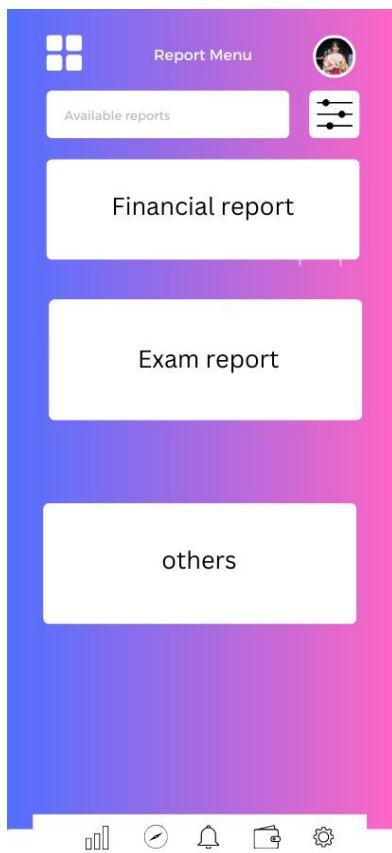 Report Menu
Available reports
Financial report
Exam report
others